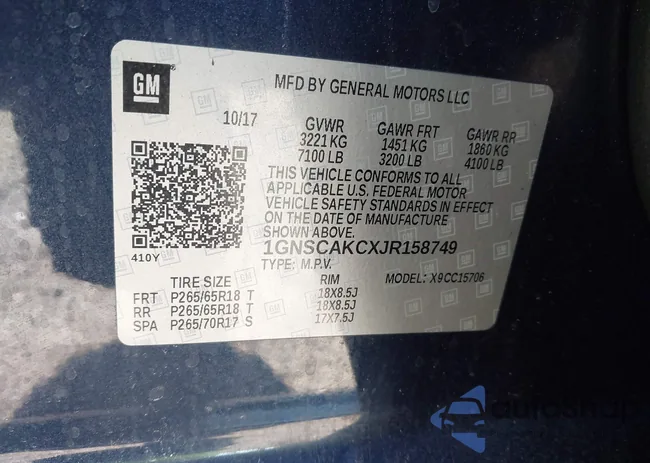 GM
MFD BY GENERAL MOTORS LLC
10/17 GVWR GAWR FRT GAWR RR
3221 KG 1451 KG 1860 KG
7100 LB 3200 LB 4100 LB
THIS VEHICLE CONFORMS TO ALL
APPLICABLE U.S. FEDERAL MOTOR
VEHICLE SAFETY STANDARDS IN EFFECT
ON THE DATE OF MANUFACTURE
SHOWN ABOVE.
410Y
1GNSCAKCXJR158749
TYPE: M.P.V. MODEL: X9CC15706
TIRE SIZE RIM
FRT P265/65R18 T 18X8.5J
RR P265/65R18 T 18X8.5J
SPA P265/70R17 S 17X7.5J
autosnap